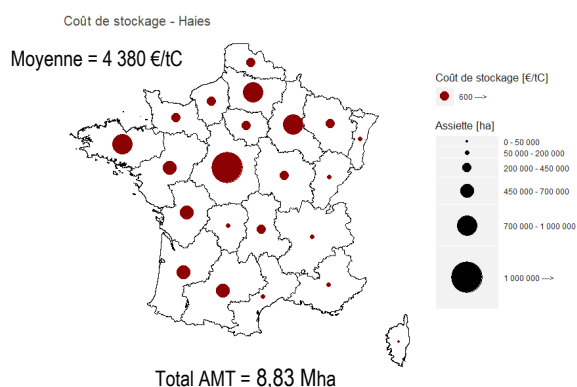 Coût de stockage - Haies
Moyenne = 4 380 €/tC
Coût de stockage [€/tC]
600 --->
Assiette [ha]
0 - 50 000
50 000 - 200 000
200 000 - 450 000
450 000 - 700 000
700 000 - 1 000 000
1 000 000 --->
Total AMT = 8,83 Mha